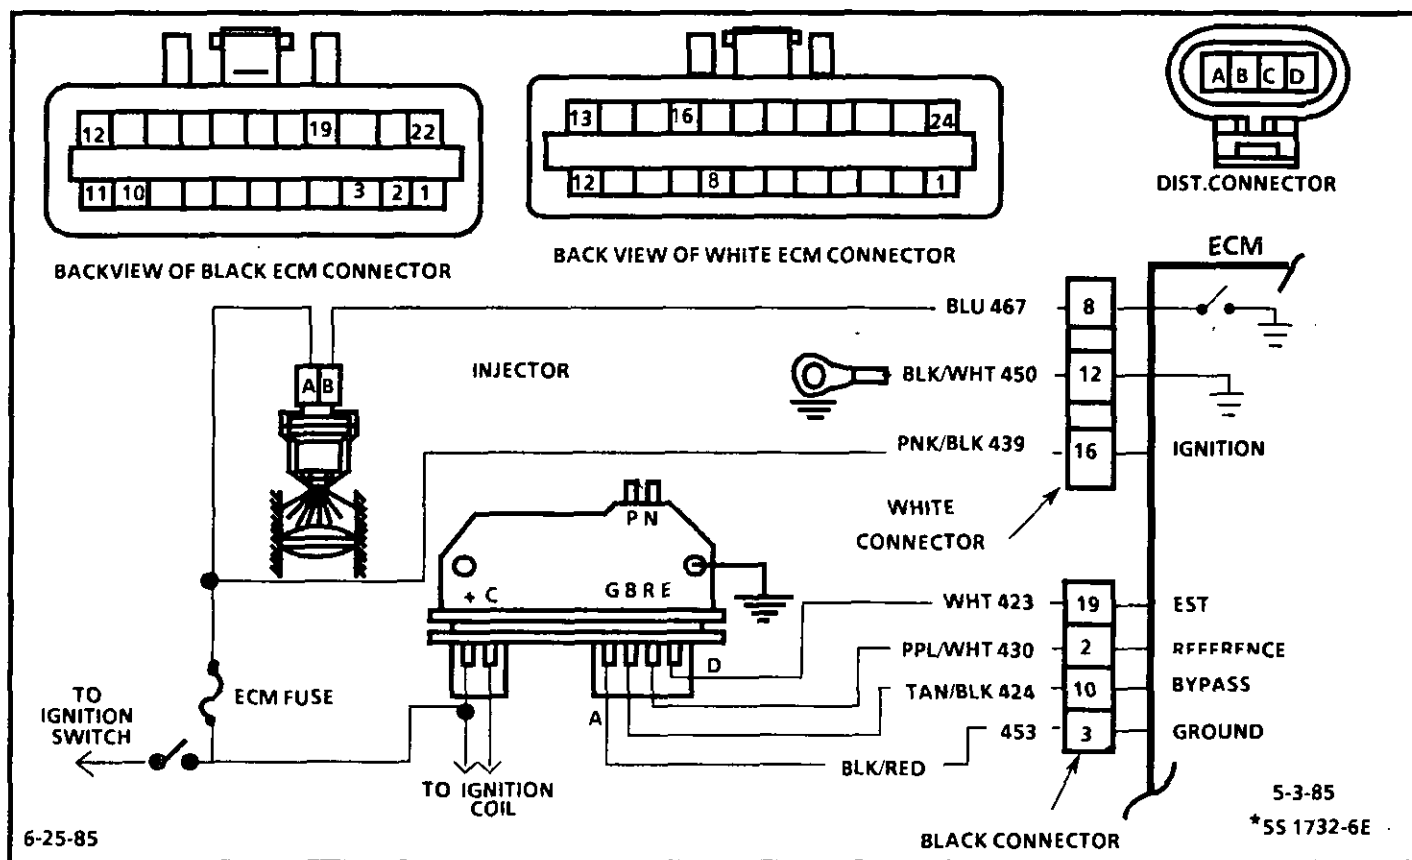 12 19 22
11 10 3 2 1
BACKVIEW OF BLACK ECM CONNECTOR
13 16 24
12 8 1
BACK VIEW OF WHITE ECM CONNECTOR
A B C D
DIST.CONNECTOR
ECM
BLU 467 8
INJECTOR
A B
BLK/WHT 450 12
PNK/BLK 439 16 IGNITION
WHITE
CONNECTOR
P N
+ C G B R E
WHT 423 19 EST
D
PPL/WHT 430 2 REFERENCE
TAN/BLK 424 10 BYPASS
A
453 3 GROUND
BLK/RED
ECM FUSE
TO
IGNITION
SWITCH
TO IGNITION
COIL
BLACK CONNECTOR
6-25-85
5-3-85
*5S 1732-6E